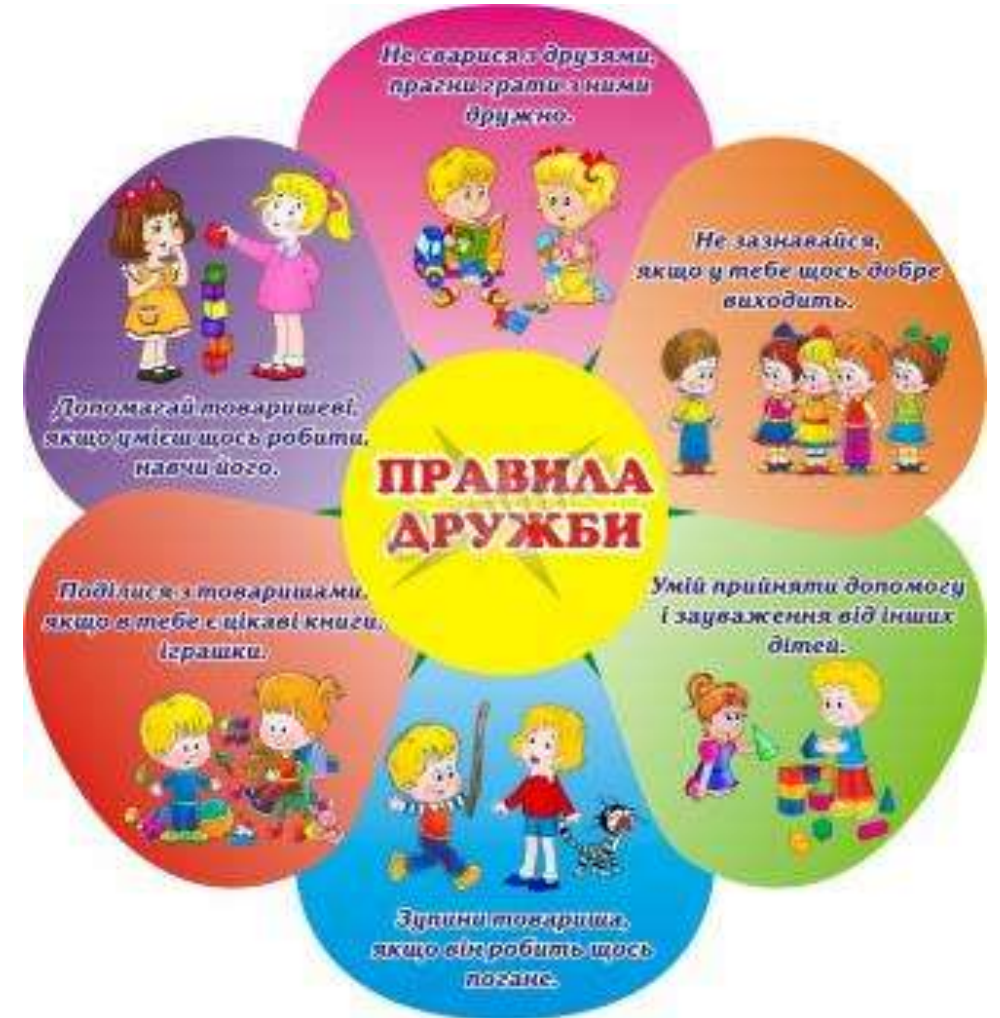 Не сварися з друзями,
прагни грати з ними
дружно.
Не зазнавайся,
якщо у тебе щось добре
виходить.
Умій прийняти допомогу
і зауваження від інших
дітей.
Зупини товариша,
якщо він робить щось
погане.
Поділися з товаришами,
якщо в тебе є цікаві книги,
іграшки.
Допомагай товаришеві,
якщо умієш щось робити,
навчи його.
ПРАВИЛА
ДРУЖБИ